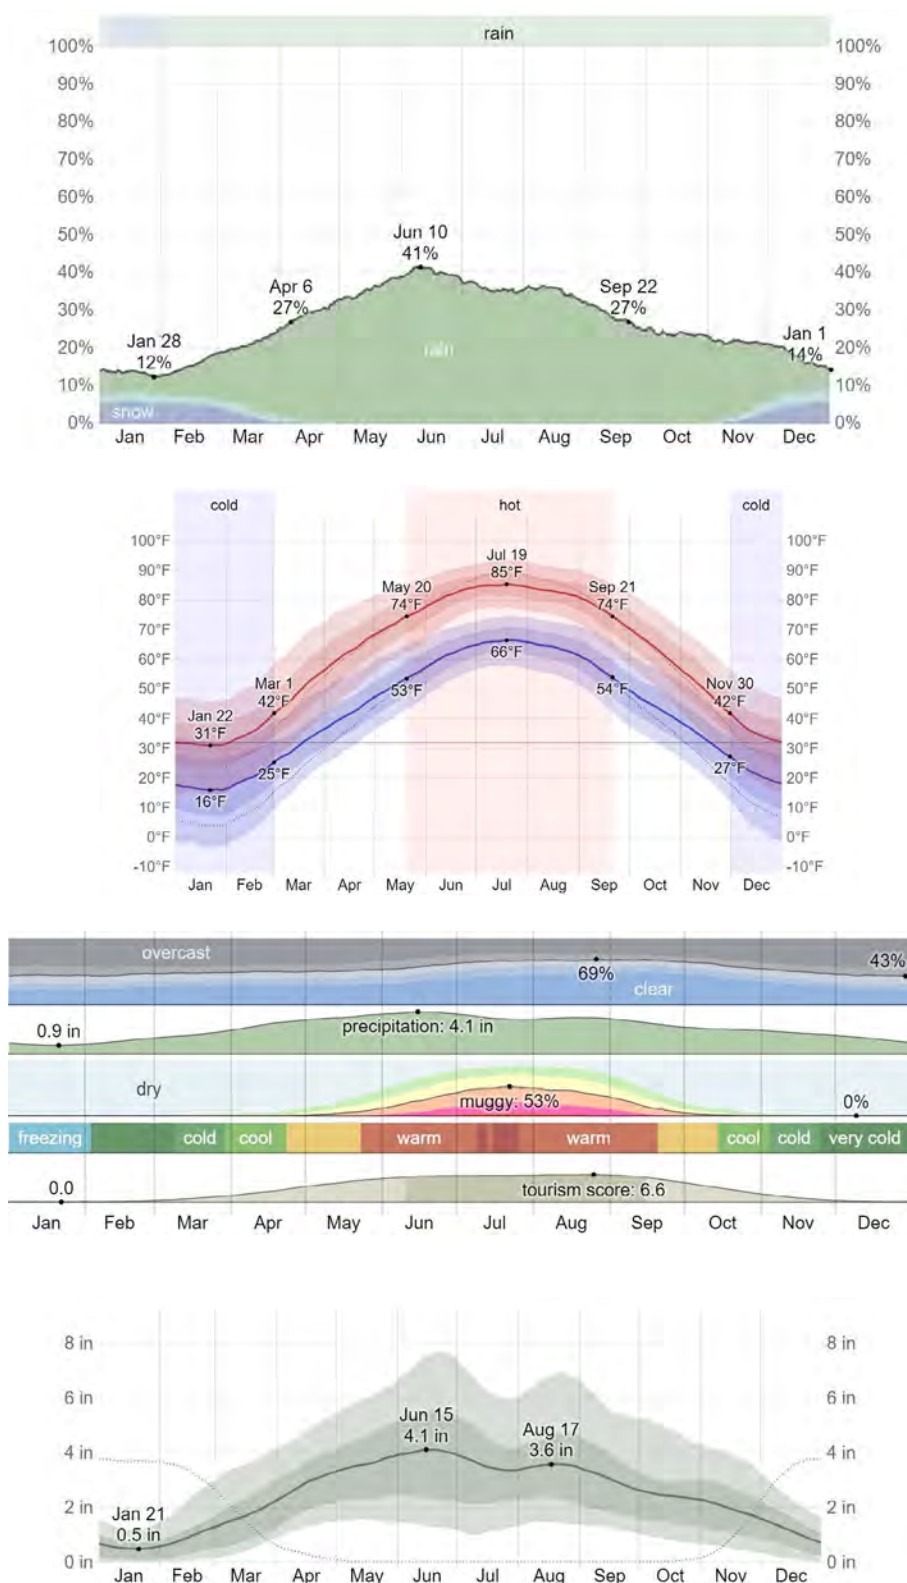 rain
100% 100%
90% 90%
80% 80%
70% 70%
60% 60%
50% 50%
Jun 10
41%
40% 40%
Apr 6
27%
Sep 22
27%
30% 30%
Jan 28
12%
rain
Jan 1
14%
20% 20%
10% 10%
snow
0% 0%
Jan Feb Mar Apr May Jun Jul Aug Sep Oct Nov Dec
cold hot cold
100°F 100°F
90°F 90°F
Jul 19
85°F
May 20
74°F
Sep 21
74°F
80°F 80°F
70°F 70°F
66°F
60°F 60°F
Mar 1
42°F
53°F
54°F
Nov 30
42°F
50°F 50°F
40°F 40°F
Jan 22
31°F
30°F 30°F
25°F
27°F
20°F 20°F
16°F
10°F 10°F
0°F 0°F
-10°F -10°F
Jan Feb Mar Apr May Jun Jul Aug Sep Oct Nov Dec
overcast
43%
69%
clear
0.9 in
precipitation: 4.1 in
dry
muggy: 53%
0%
freezing cold cool warm warm cool cold very cold
0.0
tourism score: 6.6
Jan Feb Mar Apr May Jun Jul Aug Sep Oct Nov Dec
8 in 8 in
6 in 6 in
Jun 15
4.1 in
Aug 17
3.6 in
4 in 4 in
2 in 2 in
Jan 21
0.5 in
0 in 0 in
Jan Feb Mar Apr May Jun Jul Aug Sep Oct Nov Dec